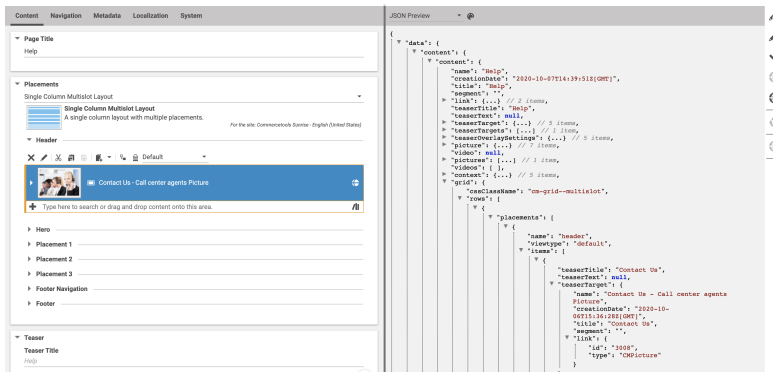 Content Navigation Metadata Localization System
Page Title
Help
Placements
Single Column Multislot Layout
Single Column Multislot Layout
A single column layout with multiple placements.
For the site: Commercetools Sunrise - English (United States)
Header
Default
Contact Us - Call center agents Picture
Type here to search or drag and drop content onto this area.
Hero
Placement 1
Placement 2
Placement 3
Footer Navigation
Footer
Teaser
Teaser Title
Help
JSON Preview
{
"data": {
"content": {
"content": {
"name": "Help",
"creationDate": "2020-10-07T14:39:51Z[GMT]",
"title": "Help",
"segment": "",
"link": {...} // 2 items,
"teaserTitle": "Help",
"teaserText": null,
"teaserTarget": {...} // 5 items,
"teaserTargets": [...] // 1 item,
"teaserOverlaySettings": {...} // 5 items,
"picture": {...} // 7 items,
"video": null,
"pictures": [...] // 1 item,
"videos": [ ],
"context": {...} // 5 items,
"grid": {
"cssClassName": "cm-grid--multislot",
"rows": [
{
"placements": [
{
"name": "header",
"viewtype": "default",
"items": [
{
"teaserTitle": "Contact Us",
"teaserText": null,
"teaserTarget": {
"name": "Contact Us - Call center agents
Picture",
"creationDate": "2020-10-
06T15:36:28Z[GMT]",
"title": "Contact Us",
"segment": "",
"link": {
"id": "3008",
"type": "CMPicture"
}